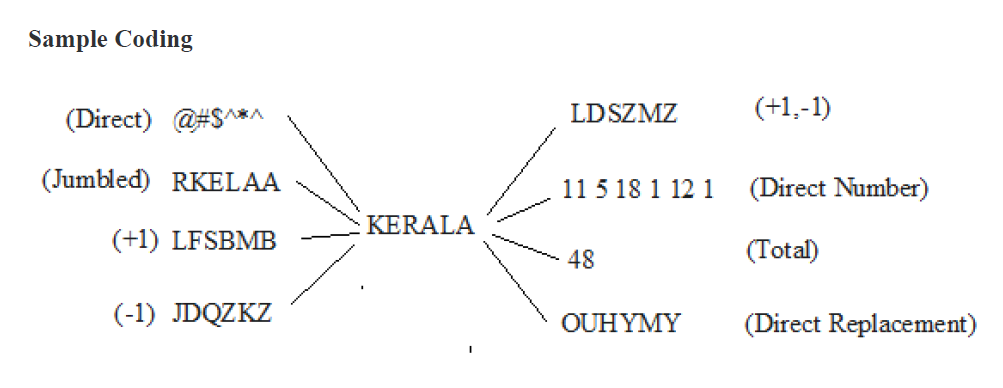 Sample Coding
(Direct) @#$^*^
(Jumbled) RKELAA
(+1) LFSBMB
(-1) JDQZKZ
KERALA
LDSZMZ (+1,-1)
11 5 18 1 12 1 (Direct Number)
48 (Total)
OUHYMY (Direct Replacement)